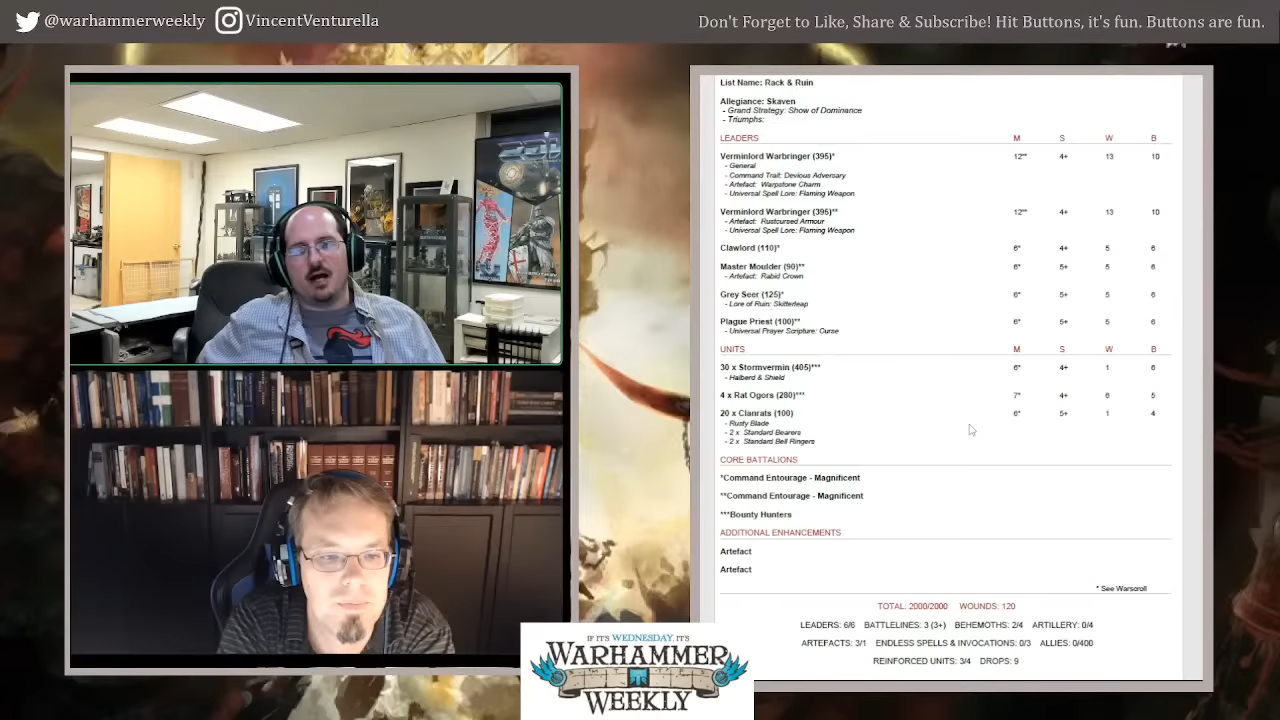 @VinceVenturella
Don't Forget to Subscribe! Hit Buttons, it's fun. Buttons are fun.
List Name: Rack & Ruin
Allegiance: Skaven
- Grand Strategy: Show of Dominance
- Triumphs:
LEADERS M S W B
Verminlord Warbringer (395)* 12** 4+ 13 10
- General
- Command Trait: Devious Adversary
- Artefact: Warpstone Charm
- Universal Spell Lore: Flaming Weapon
Verminlord Warbringer (395)** 12** 4+ 13 10
- Artefact: Rustcursed Armour
- Universal Spell Lore: Flaming Weapon
Clawlord (110)* 6* 4+ 5 6
Master Moulder (90)** 6* 5+ 5 6
- Artefact: Rabid Crown
Grey Seer (125)* 6* 5+ 5 6
- Lore of Ruin: Skitterleap
Plague Priest (100)** 6* 5+ 5 6
- Universal Prayer Scripture: Curse
UNITS M S W B
30 x Stormvermin (405)*** 6* 4+ 1 6
- Halberd & Shield
4 x Rat Ogors (280)*** 7* 4+ 6 5
20 x Clanrats (100) 6* 5+ 1 4
- Rusty Blade
- 2 x Standard Bearers
- 2 x Standard Bell Ringers
CORE BATTALIONS
*Command Entourage - Magnificent
**Command Entourage - Magnificent
***Bounty Hunters
ADDITIONAL ENHANCEMENTS
Artefact
Artefact
* See Warscroll
TOTAL: 2000/2000 WOUNDS: 120
LEADERS: 6/6 BATTLELINES: 3 (3+) BEHEMOTHS: 2/4 ARTILLERY: 0/4
ARTEFACTS: 3/1 ENDLESS SPELLS & INVOCATIONS: 0/3 ALLIES: 0/400
REINFORCED UNITS: 3/4 DROPS: 9
IF IT'S WEDNESDAY, IT'S
WARHAMMER
WEEKLY